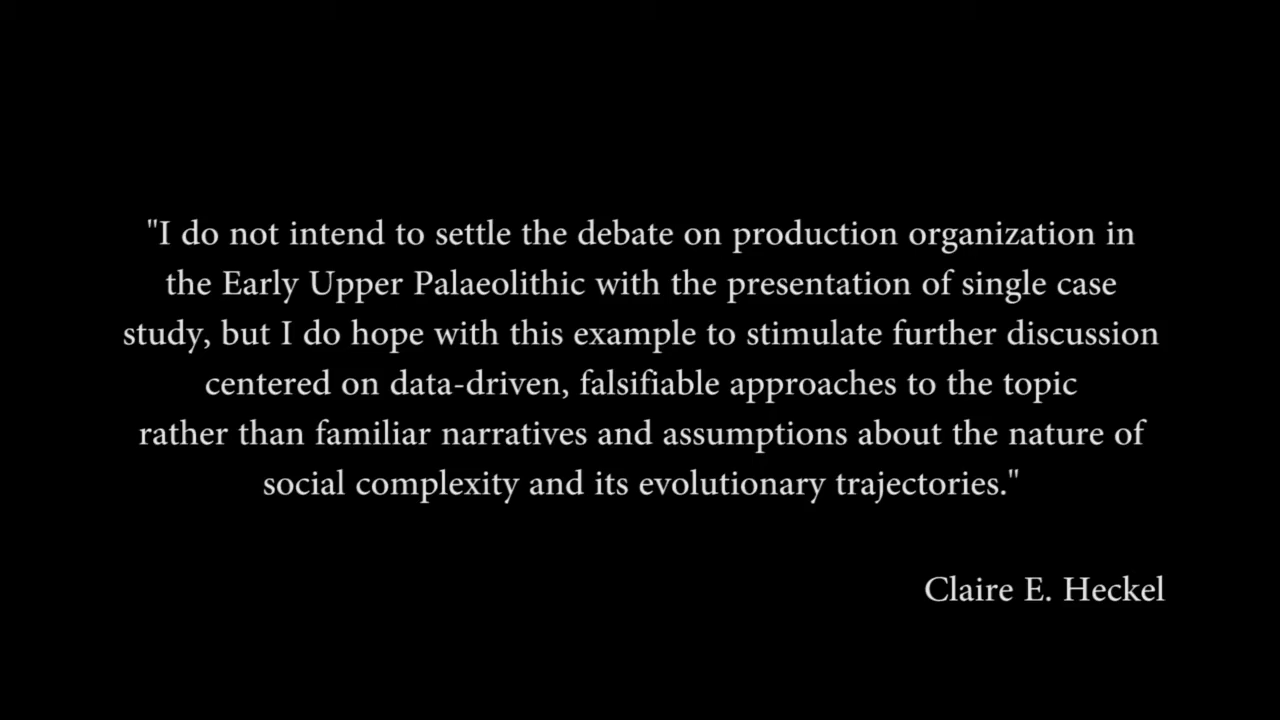 "I do not intend to settle the debate on production organization in
the Early Upper Palaeolithic with the presentation of single case
study, but I do hope with this example to stimulate further discussion
centered on data-driven, falsifiable approaches to the topic
rather than familiar narratives and assumptions about the nature of
social complexity and its evolutionary trajectories."
Claire E. Heckel